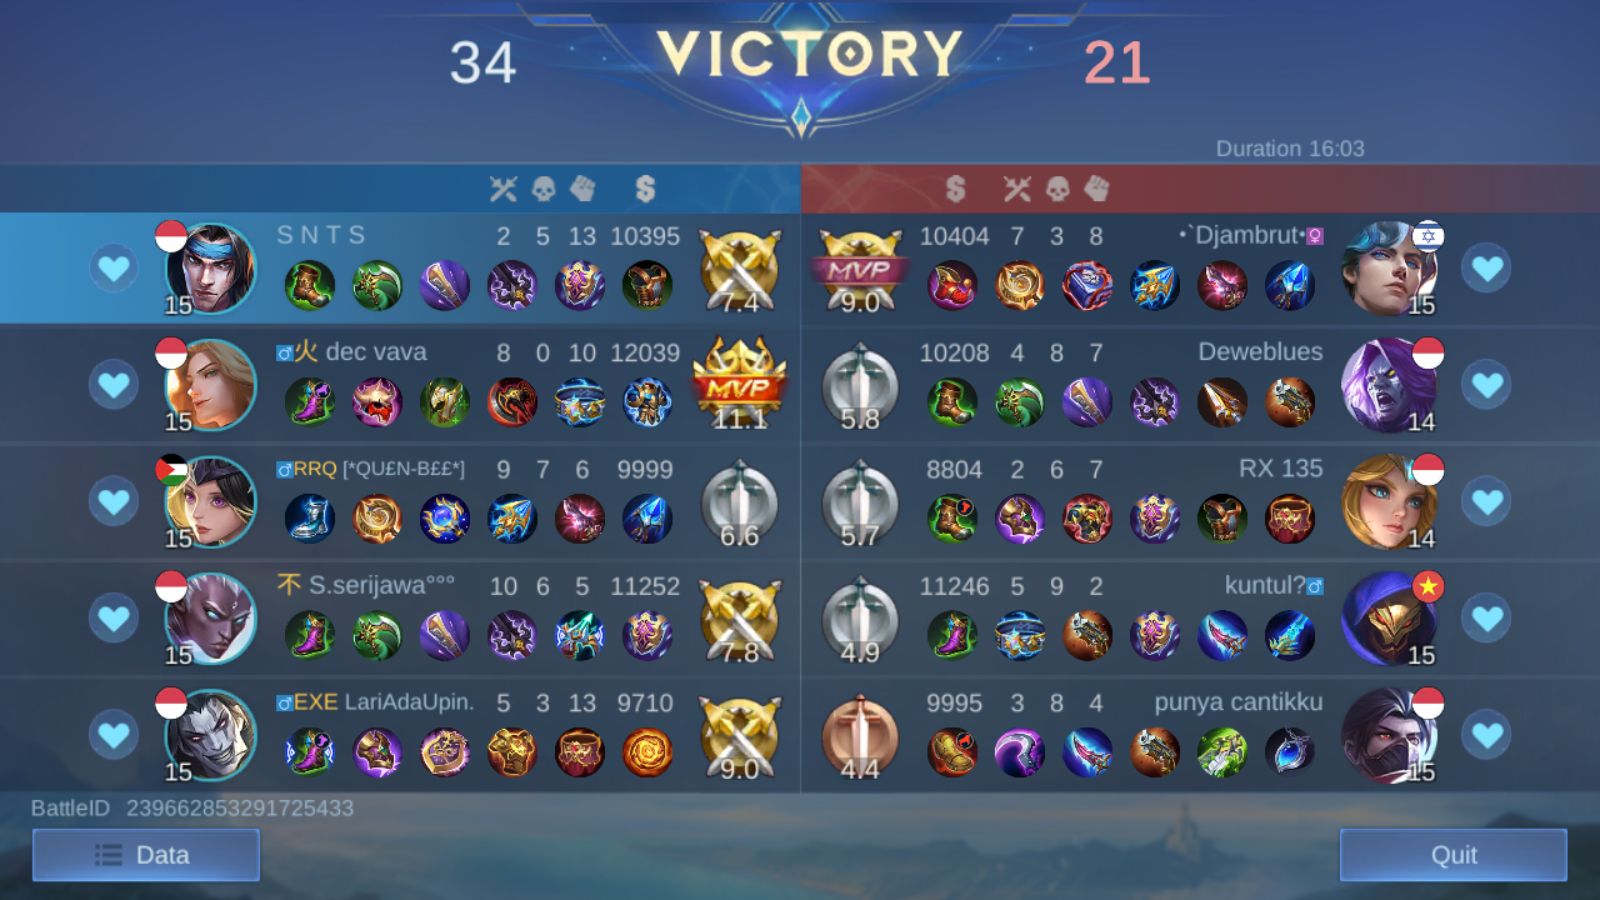 34 VICTORY 21
Duration 16:03
S N T S 2 5 13 10395
15 7.4
10404 7 3 8 •`Djambrut•♀
MVP 9.0 15
♂火 dec vava 8 0 10 12039
15 MVP 11.1
10208 4 8 7 Deweblues
5.8 14
♂RRQ [*QU£N-B££*] 9 7 6 9999
15 6.6
8804 2 6 7 RX 135
5.7 14
不 S.serijawa°°° 10 6 5 11252
15 7.8
11246 5 9 2 kuntul?♂
4.9 15
♂EXE LariAdaUpin. 5 3 13 9710
15 9.0
9995 3 8 4 punya cantikku
4.4 15
BattleID 239662853291725433
Data
Quit